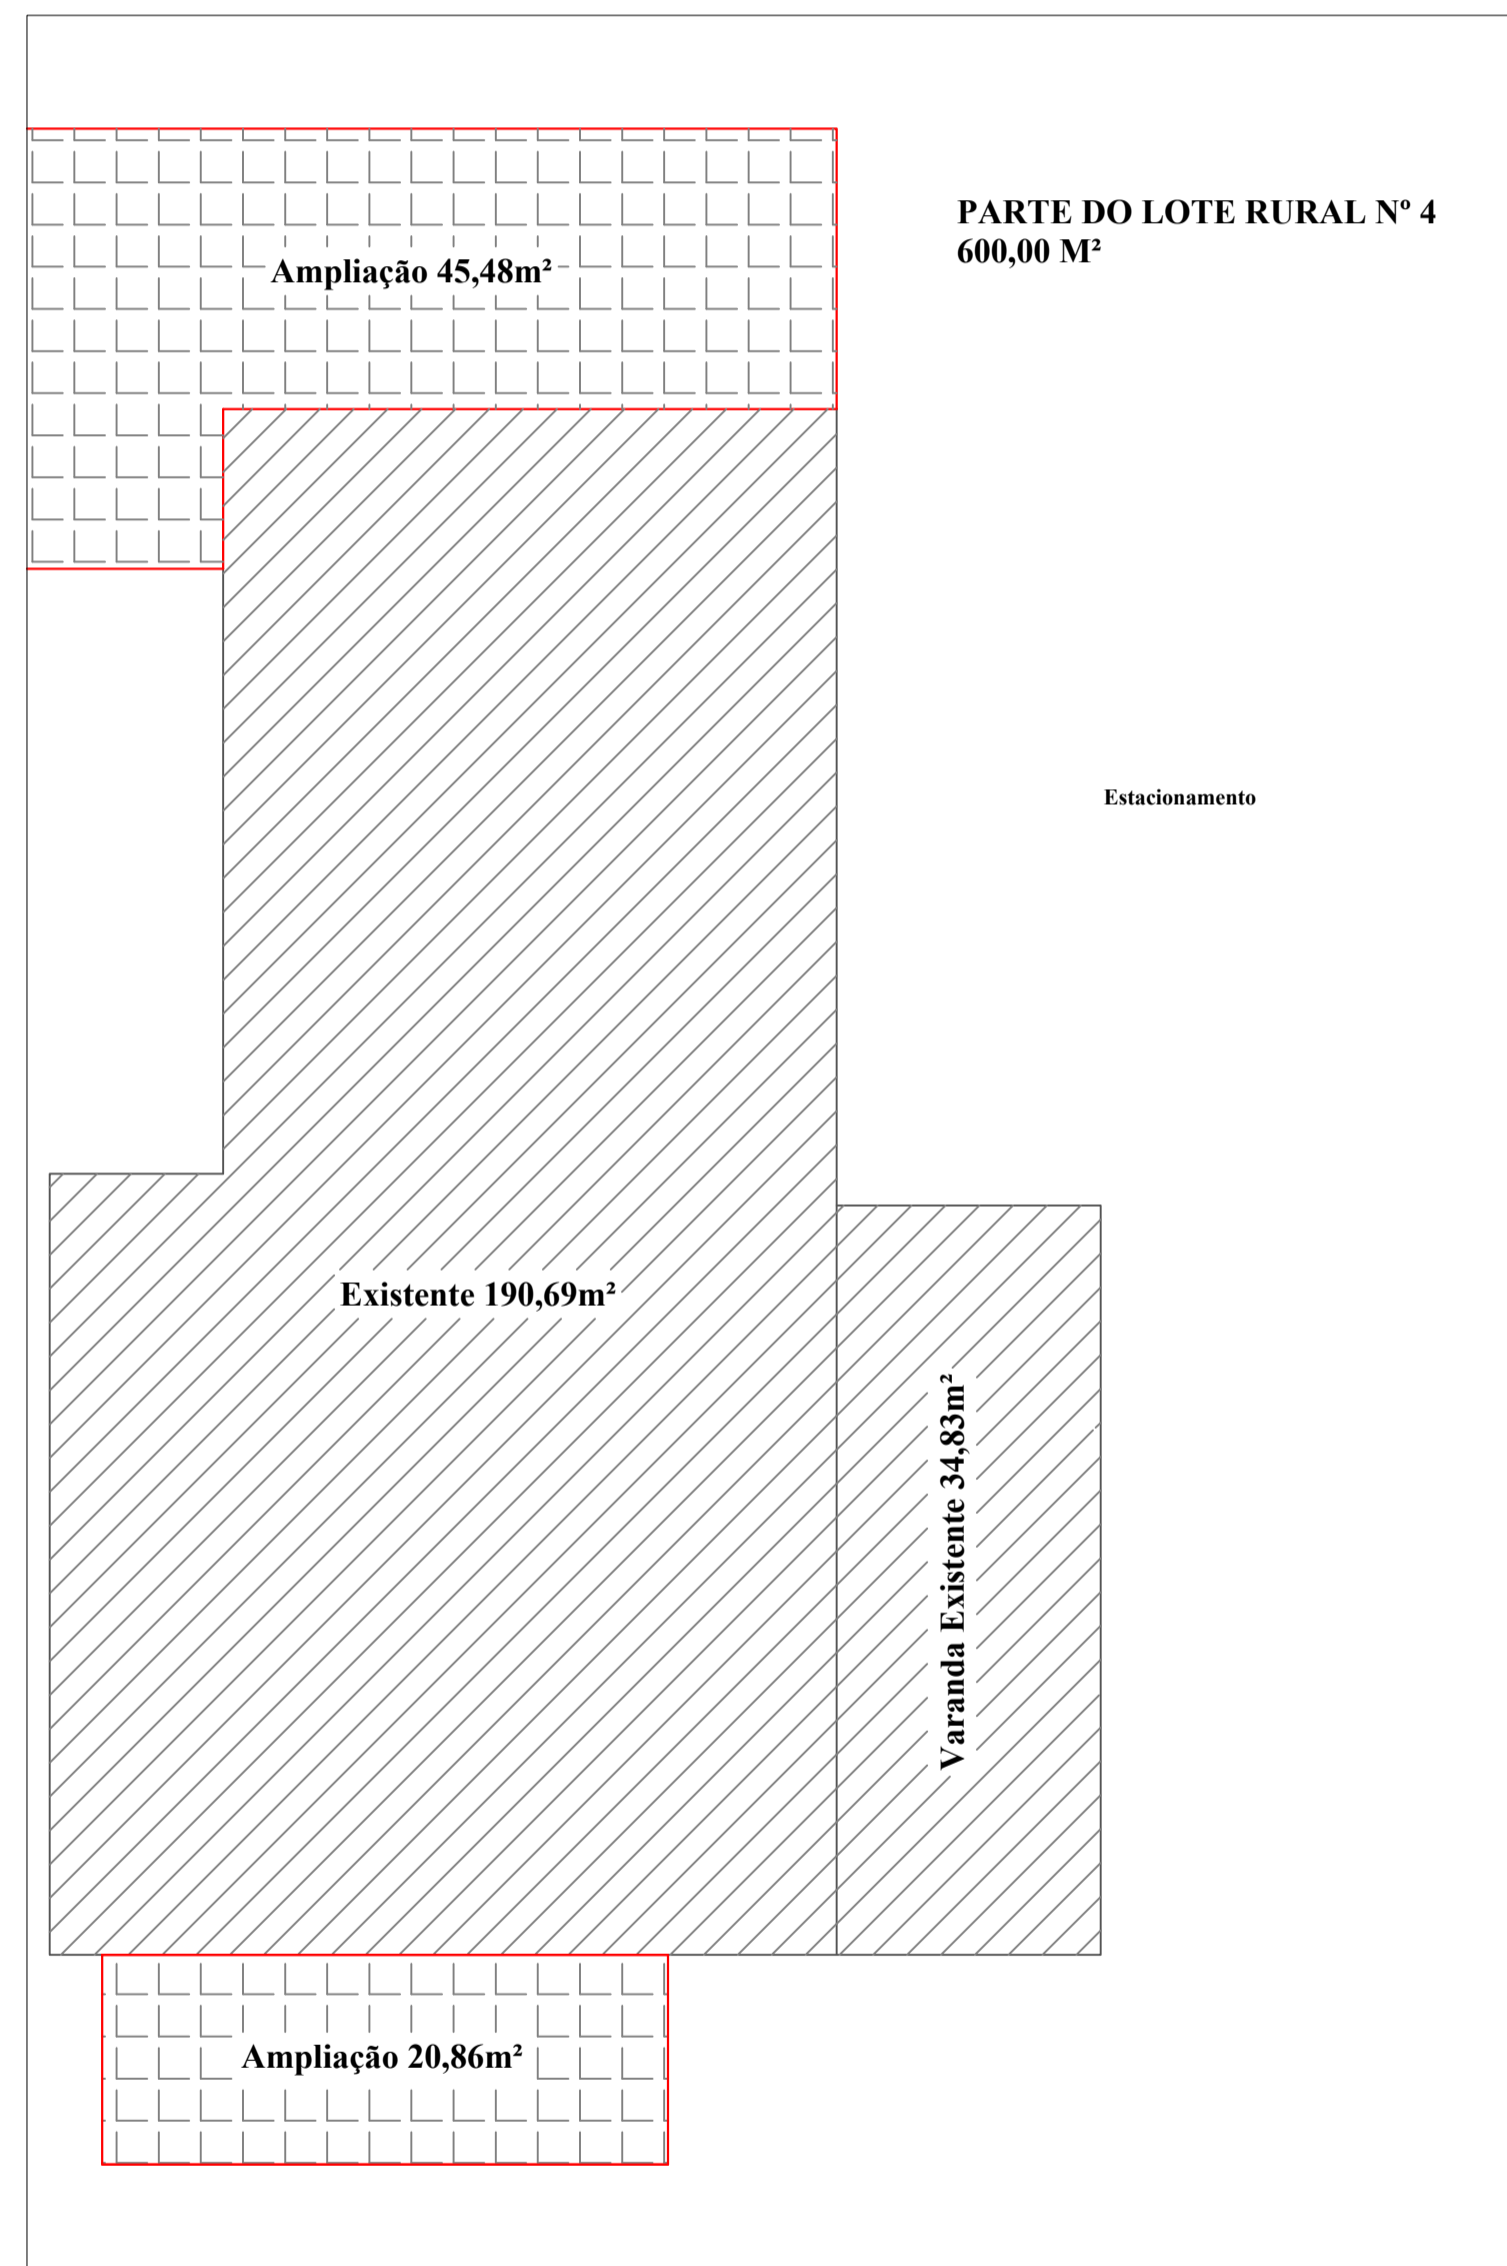 PARTE DO LOTE RURAL Nº 4
600,00 M²
Ampliação 45,48m²
Estacionamento
Existente 190,69m²
Varanda Existente 34,83m²
Ampliação 20,86m²